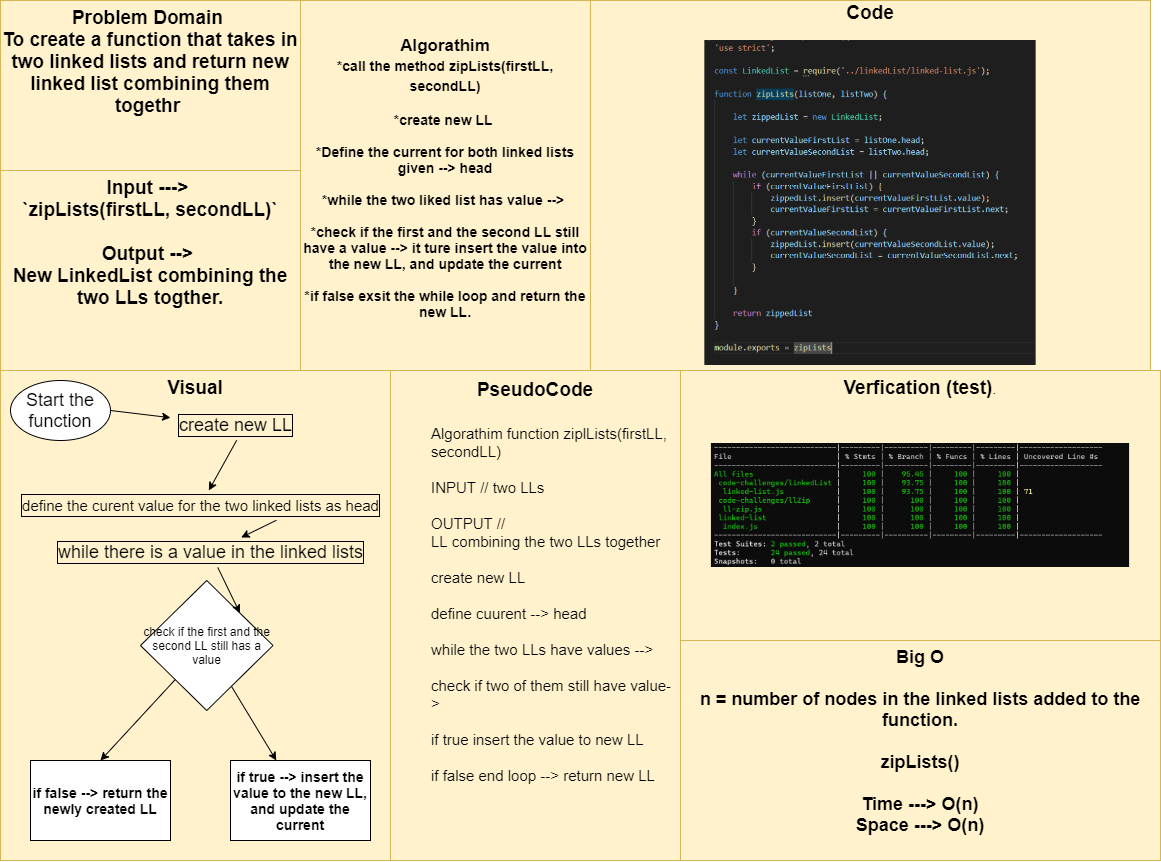 Problem Domain
To create a function that takes in
two linked lists and return new
linked list combining them
togethr
Input --->
`zipLists(firstLL, secondLL)`
Output -->
New LinkedList combining the
two LLs togther.
Algorathim
*call the method zipLists(firstLL,
secondLL)
*create new LL
*Define the current for both linked lists
given --> head
*while the two liked list has value -->
*check if the first and the second LL still
have a value --> it ture insert the value into
the new LL, and update the current
*if false exsit the while loop and return the
new LL.
Code
'use strict';
const LinkedList = require('../linkedList/linked-list.js');
function zipLists(listOne, listTwo) {
let zippedList = new LinkedList;
let currentValueFirstList = listOne.head;
let currentValueSecondList = listTwo.head;
while (currentValueFirstList || currentValueSecondList) {
if (currentValueFirstList) {
zippedList.insert(currentValueFirstList.value);
currentValueFirstList = currentValueFirstList.next;
}
if (currentValueSecondList) {
zippedList.insert(currentValueSecondList.value);
currentValueSecondList = currentValueSecondList.next;
}
}
return zippedList
}
module.exports = zipLists
Visual
Start the
function
create new LL
define the curent value for the two linked lists as head
while there is a value in the linked lists
check if the first and the
second LL still has a
value
if false --> return the
newly created LL
if true --> insert the
value to the new LL,
and update the
current
PseudoCode
Algorathim function ziplLists(firstLL,
secondLL)
INPUT // two LLs
OUTPUT //
LL combining the two LLs together
create new LL
define cuurent --> head
while the two LLs have values -->
check if two of them still have value-
>
if true insert the value to new LL
if false end loop --> return new LL
Verfication (test).
File | % Stmts | % Branch | % Funcs | % Lines | Uncovered Line #s
All files | 100 | 95.45 | 100 | 100 |
code-challenges/linkedList | 100 | 93.75 | 100 | 100 |
linked-list.js | 100 | 93.75 | 100 | 100 | 71
code-challenges/llZip | 100 | 100 | 100 | 100 |
ll-zip.js | 100 | 100 | 100 | 100 |
linked-list | 100 | 100 | 100 | 100 |
index.js | 100 | 100 | 100 | 100 |
Test Suites: 2 passed, 2 total
Tests: 24 passed, 24 total
Snapshots: 0 total
Big O
n = number of nodes in the linked lists added to the
function.
zipLists()
Time ---> O(n)
Space ---> O(n)